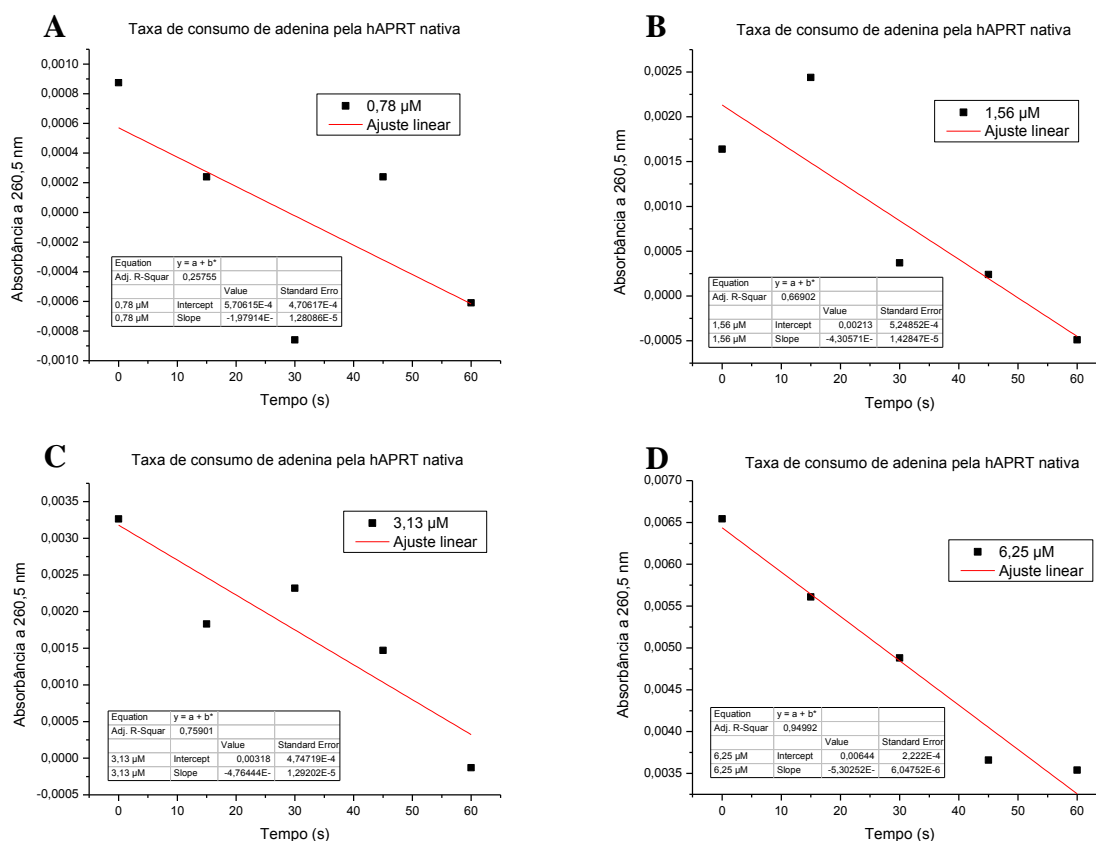 A
Taxa de consumo de adenina pela hAPRT nativa
0,0010
0,0008
0,0006
0,0004
0,0002
0,0000
-0,0002
-0,0004
-0,0006
-0,0008
-0,0010
Absorbância a 260,5 nm
0,78 µM
Ajuste linear
Equation y = a + b*
Adj. R-Squar 0,25755
Value Standard Erro
0,78 µM Intercept 5,70615E-4 4,70617E-4
0,78 µM Slope -1,97914E- 1,28086E-5
0 10 20 30 40 50 60
Tempo (s)
B
Taxa de consumo de adenina pela hAPRT nativa
0,0025
0,0020
0,0015
0,0010
0,0005
0,0000
-0,0005
Absorbância a 260,5 nm
1,56 µM
Ajuste linear
Equation y = a + b*
Adj. R-Squar 0,66902
Value Standard Error
1,56 µM Intercept 0,00213 5,24852E-4
1,56 µM Slope -4,30571E- 1,42847E-5
0 10 20 30 40 50 60
Tempo (s)
C
Taxa de consumo de adenina pela hAPRT nativa
0,0035
0,0030
0,0025
0,0020
0,0015
0,0010
0,0005
0,0000
-0,0005
Absorbância a 260,5 nm
3,13 µM
Ajuste linear
Equation y = a + b*
Adj. R-Squar 0,75901
Value Standard Error
3,13 µM Intercept 0,00318 4,74719E-4
3,13 µM Slope -4,76444E- 1,29202E-5
0 10 20 30 40 50 60
Tempo (s)
D
Taxa de consumo de adenina pela hAPRT nativa
0,0070
0,0065
0,0060
0,0055
0,0050
0,0045
0,0040
0,0035
Absorbância a 260,5 nm
6,25 µM
Ajuste linear
Equation y = a + b*
Adj. R-Squar 0,94992
Value Standard Error
6,25 µM Intercept 0,00644 2,222E-4
6,25 µM Slope -5,30252E- 6,04752E-6
0 10 20 30 40 50 60
Tempo (s)